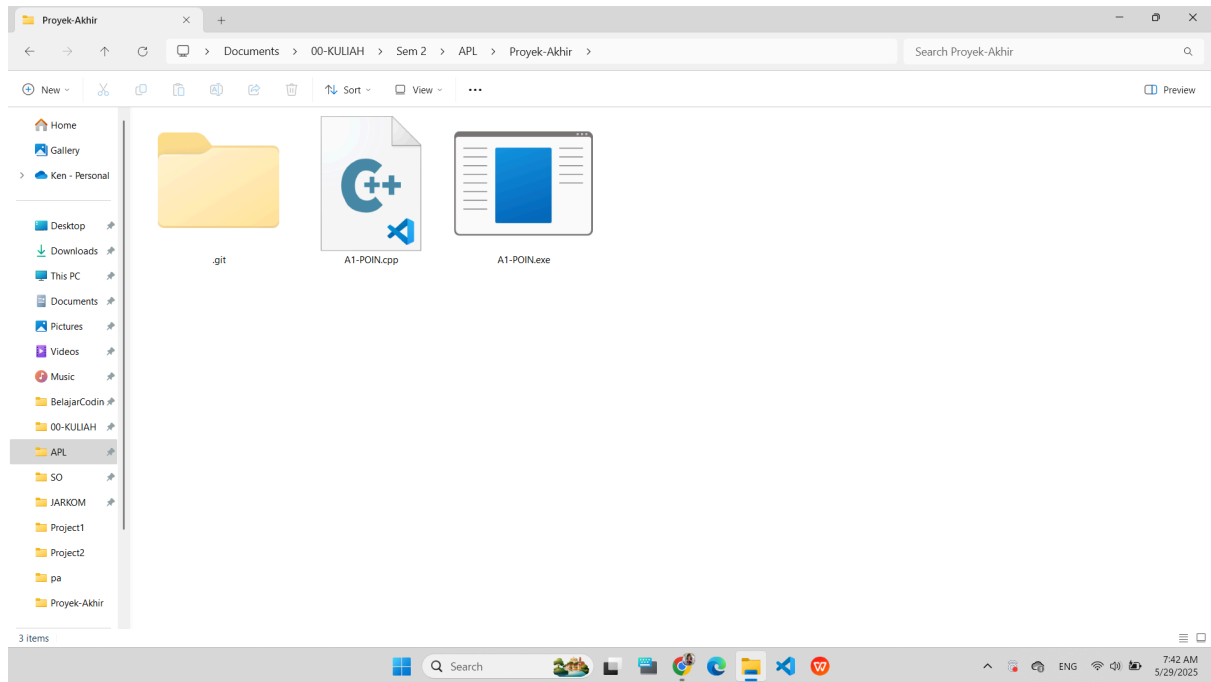 Proyek-Akhir
Documents > 00-KULIAH > Sem 2 > APL > Proyek-Akhir >
Search Proyek-Akhir
New
Sort
View
Preview
Home
Gallery
Ken - Personal
Desktop
Downloads
This PC
Documents
Pictures
Videos
Music
BelajarCodin
00-KULIAH
APL
SO
JARKOM
Project1
Project2
pa
Proyek-Akhir
C++
.git
A1-POIN.cpp
A1-POIN.exe
3 items
Search
ENG
7:42 AM
5/29/2025